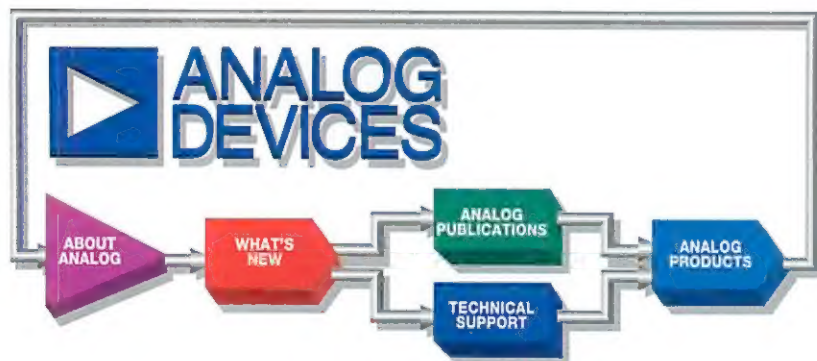 ANALOG
DEVICES
ABOUT
ANALOG
WHAT'S
NEW
ANALOG
PUBLICATIONS
TECHNICAL
SUPPORT
ANALOG
PRODUCTS